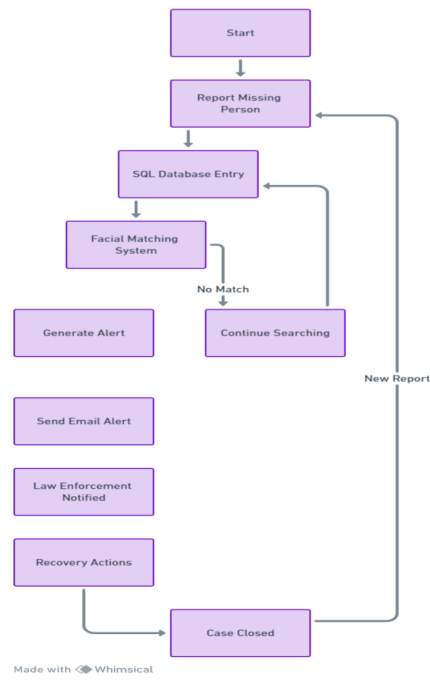 Start
Report Missing
Person
SQL Database Entry
Facial Matching
System
No Match
Generate Alert
Continue Searching
New Report
Send Email Alert
Law Enforcement
Notified
Recovery Actions
Case Closed
Made with Whimsical